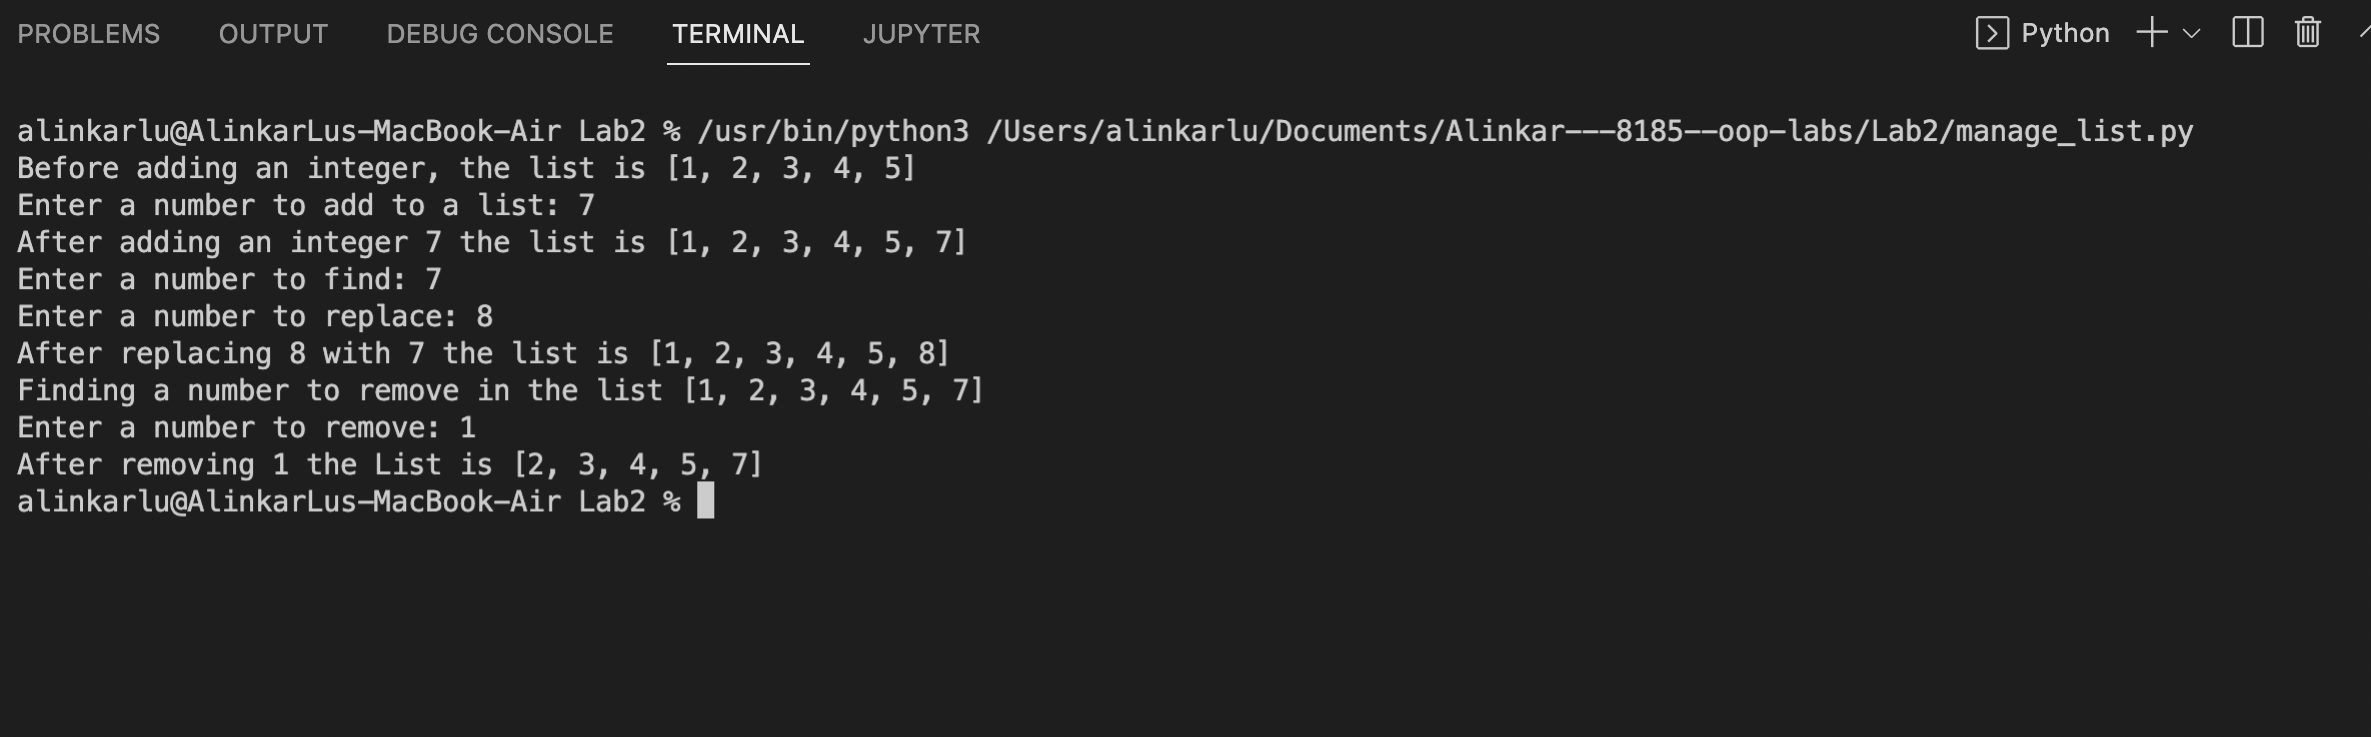 PROBLEMS OUTPUT DEBUG CONSOLE TERMINAL JUPYTER Python
alinkarlu@AlinkarLus-MacBook-Air Lab2 % /usr/bin/python3 /Users/alinkarlu/Documents/Alinkar---8185--oop-labs/Lab2/manage_list.py
Before adding an integer, the list is [1, 2, 3, 4, 5]
Enter a number to add to a list: 7
After adding an integer 7 the list is [1, 2, 3, 4, 5, 7]
Enter a number to find: 7
Enter a number to replace: 8
After replacing 8 with 7 the list is [1, 2, 3, 4, 5, 8]
Finding a number to remove in the list [1, 2, 3, 4, 5, 7]
Enter a number to remove: 1
After removing 1 the List is [2, 3, 4, 5, 7]
alinkarlu@AlinkarLus-MacBook-Air Lab2 %